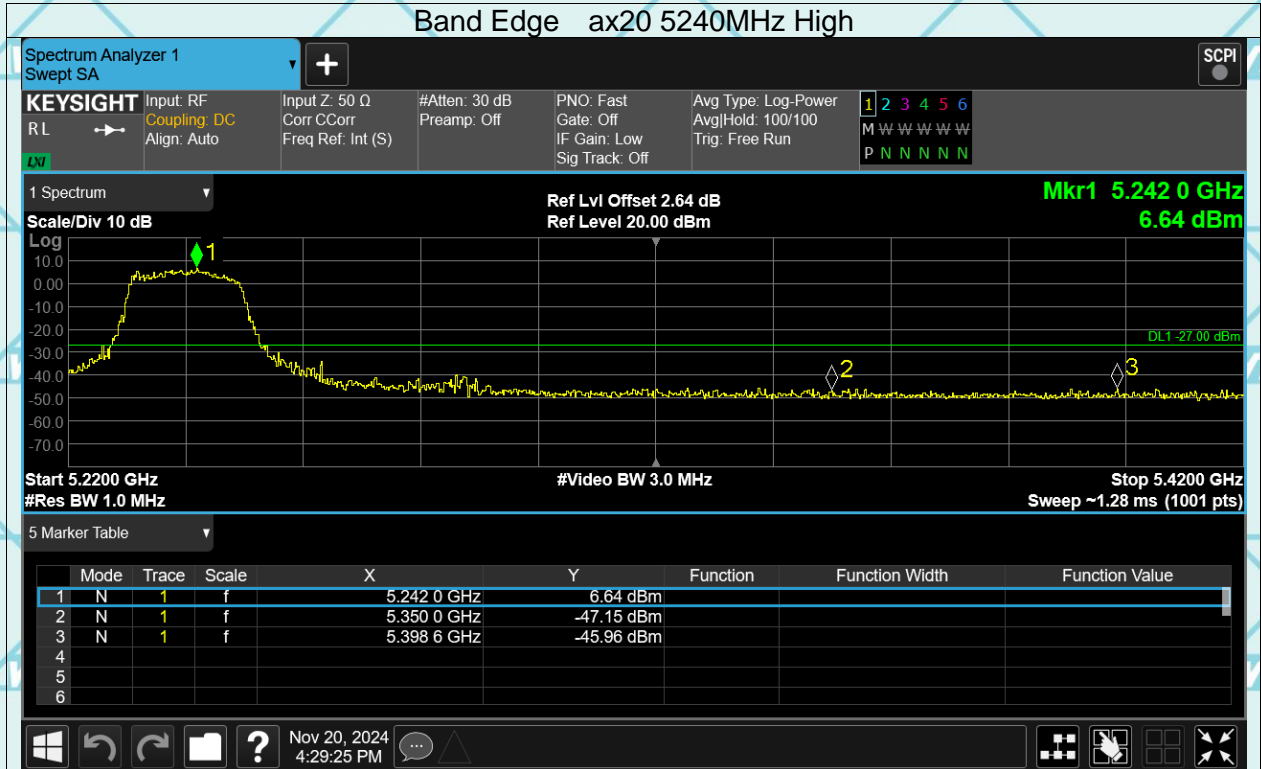 Band Edge ax20 5240MHz High
Spectrum Analyzer 1
Swept SA
SCPI
KEYSIGHT
RL
LXI
Input: RF
Coupling: DC
Align: Auto
Input Z: 50 Ω
Corr CCorr
Freq Ref: Int (S)
#Atten: 30 dB
Preamp: Off
PNO: Fast
Gate: Off
IF Gain: Low
Sig Track: Off
Avg Type: Log-Power
Avg|Hold: 100/100
Trig: Free Run
1 2 3 4 5 6
M W W W W W
P N N N N N
1 Spectrum
Scale/Div 10 dB
Ref Lvl Offset 2.64 dB
Ref Level 20.00 dBm
Mkr1 5.242 0 GHz
6.64 dBm
Log
10.0
0.00
-10.0
-20.0
-30.0
-40.0
-50.0
-60.0
-70.0
1
2
3
DL1 -27.00 dBm
Start 5.2200 GHz
#Video BW 3.0 MHz
Stop 5.4200 GHz
#Res BW 1.0 MHz
Sweep ~1.28 ms (1001 pts)
5 Marker Table
Mode Trace Scale X Y Function Function Width Function Value
1 N 1 f 5.242 0 GHz 6.64 dBm
2 N 1 f 5.350 0 GHz -47.15 dBm
3 N 1 f 5.398 6 GHz -45.96 dBm
4
5
6
Nov 20, 2024
4:29:25 PM